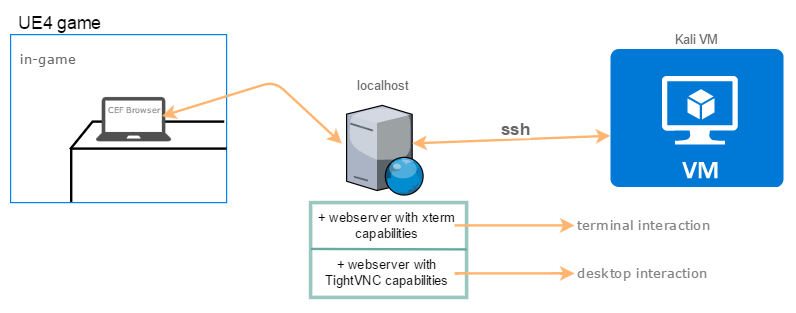 UE4 game
in-game
CEF Browser
localhost
ssh
Kali VM
VM
+ webserver with xterm
capabilities
terminal interaction
+ webserver with
TightVNC capabilities
desktop interaction